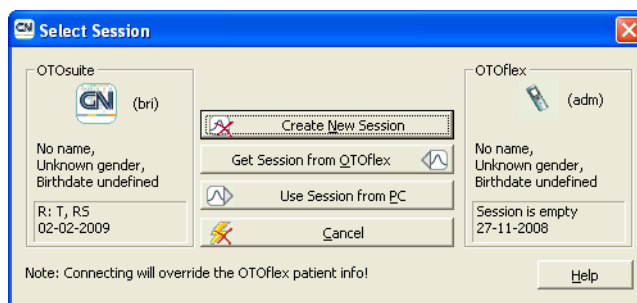 GN Select Session
OTOsuite
GN (bri)
No name,
Unknown gender,
Birthdate undefined
R: T, RS
02-02-2009
Create New Session
Get Session from OTOflex
Use Session from PC
Cancel
OTOflex
(adm)
No name,
Unknown gender,
Birthdate undefined
Session is empty
27-11-2008
Note: Connecting will override the OTOflex patient info!
Help